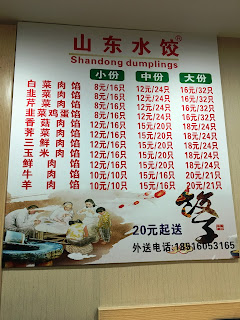 山东水饺®
Shandong dumplings
小份 中份 大份
白菜肉馅 8元/16只 12元/24只 16元/32只
韭菜肉馅 8元/16只 12元/24只 16元/32只
芹菜肉馅 8元/16只 12元/24只 16元/32只
韭菜鸡蛋馅 8元/16只 12元/24只 16元/32只
香菇肉馅 12元/16只 15元/20只 18元/24只
荠菜肉馅 12元/16只 15元/20只 18元/24只
三鲜肉馅 12元/16只 15元/20只 18元/24只
玉米肉馅 12元/16只 15元/20只 18元/24只
鲜肉馅 12元/16只 15元/20只 18元/24只
牛肉馅 10元/10只 15元/15只 20元/21只
羊肉馅 10元/10只 15元/15只 20元/21只
饺子
20元起送
外送电话:18916053165